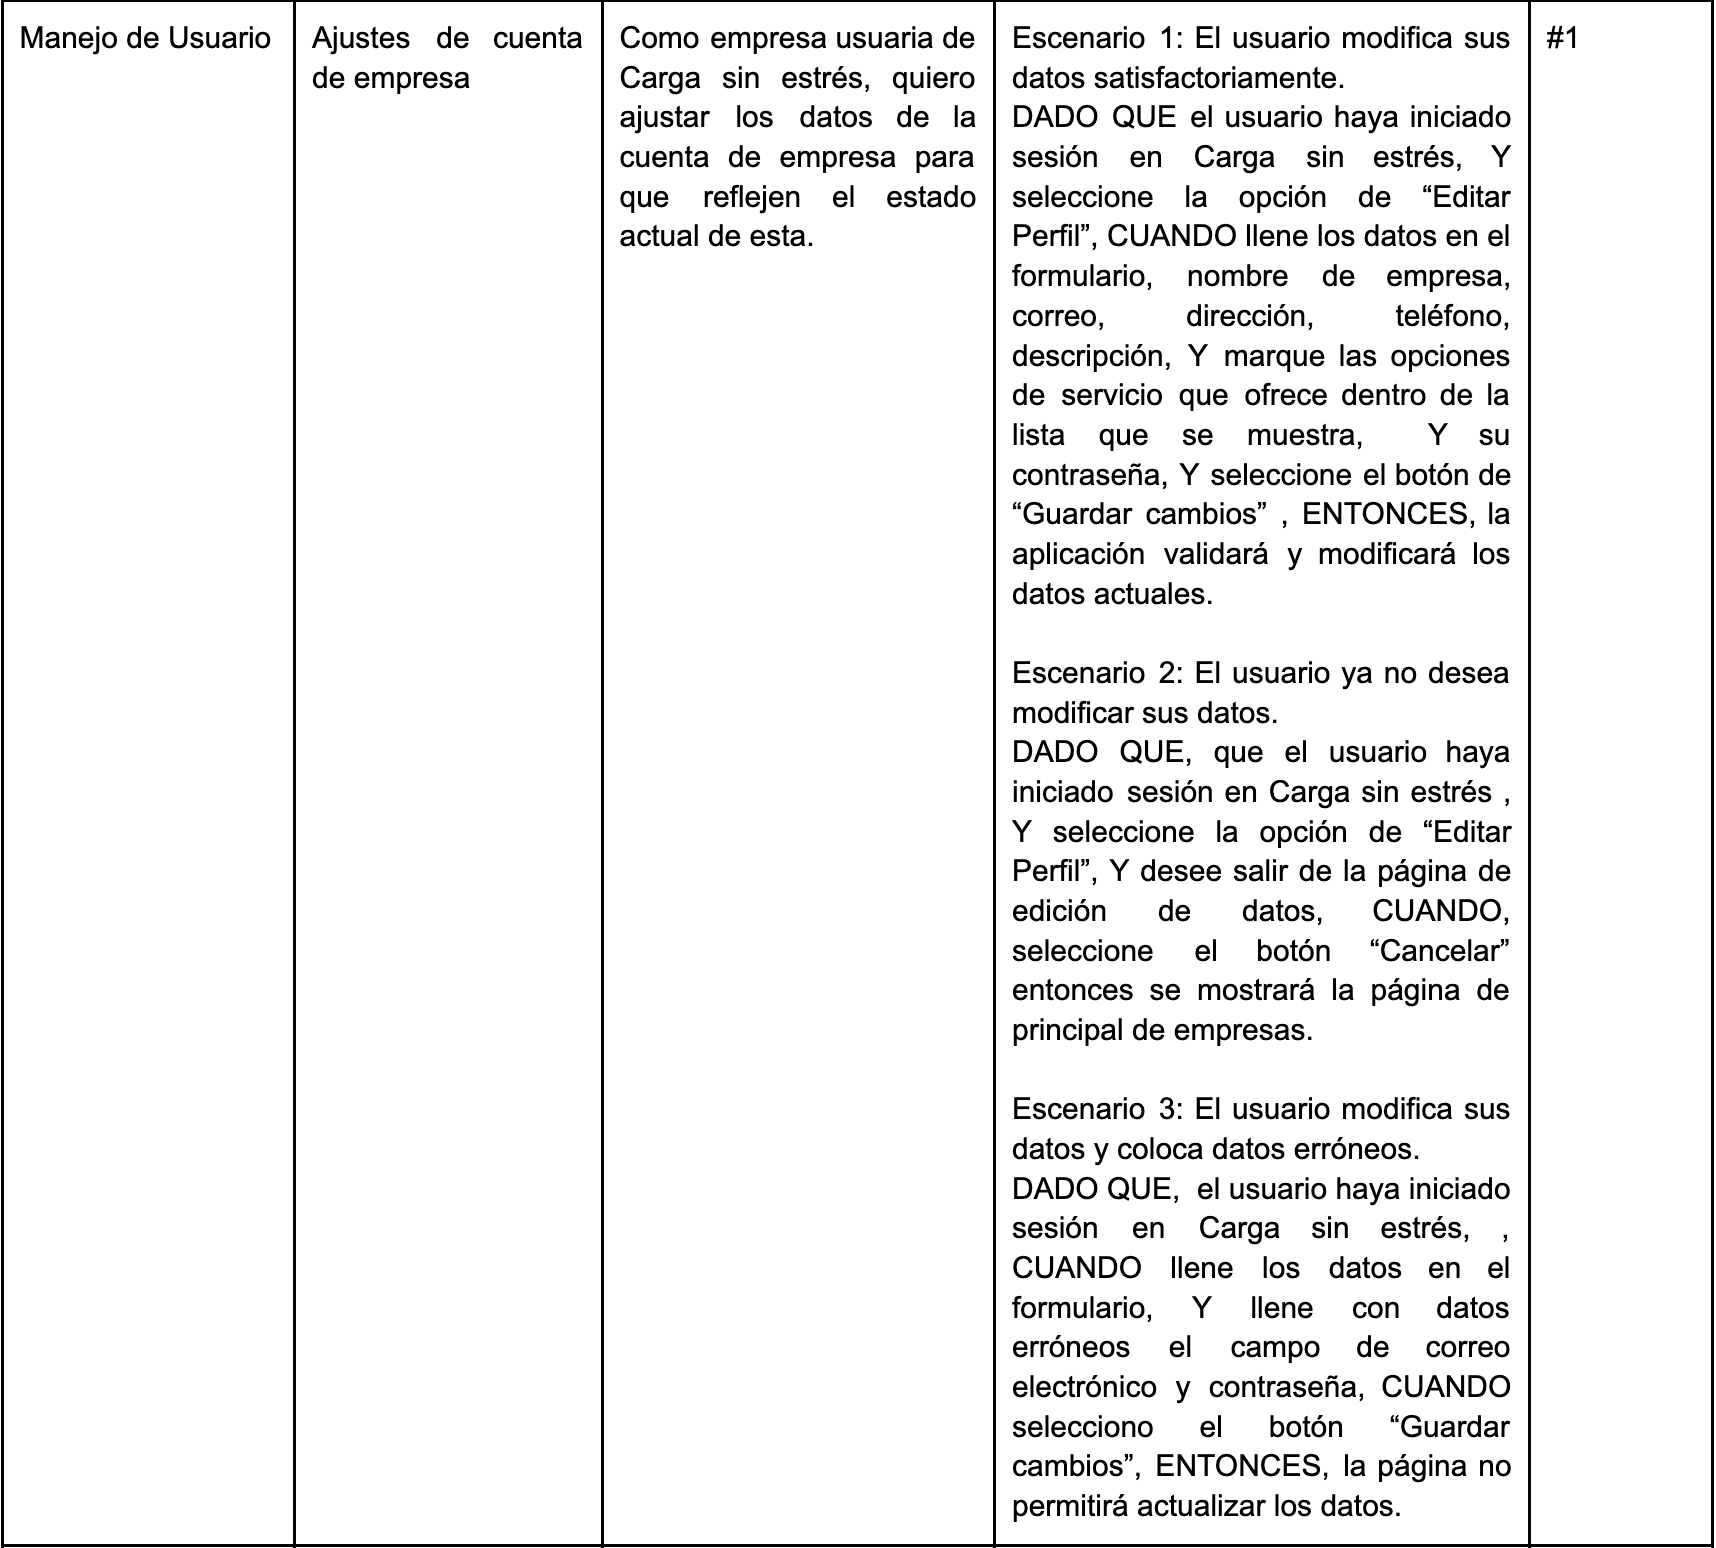 Manejo de Usuario
Ajustes de cuenta
de empresa
Como empresa usuaria de
Carga sin estrés, quiero
ajustar los datos de la
cuenta de empresa para
que reflejen el estado
actual de esta.
Escenario 1: El usuario modifica sus
datos satisfactoriamente.
DADO QUE el usuario haya iniciado
sesión en Carga sin estrés, Y
seleccione la opción de “Editar
Perfil”, CUANDO llene los datos en el
formulario, nombre de empresa,
correo, dirección, teléfono,
descripción, Y marque las opciones
de servicio que ofrece dentro de la
lista que se muestra, Y su
contraseña, Y seleccione el botón de
“Guardar cambios” , ENTONCES, la
aplicación validará y modificará los
datos actuales.
Escenario 2: El usuario ya no desea
modificar sus datos.
DADO QUE, que el usuario haya
iniciado sesión en Carga sin estrés ,
Y seleccione la opción de “Editar
Perfil”, Y desee salir de la página de
edición de datos, CUANDO,
seleccione el botón “Cancelar”
entonces se mostrará la página de
principal de empresas.
Escenario 3: El usuario modifica sus
datos y coloca datos erróneos.
DADO QUE, el usuario haya iniciado
sesión en Carga sin estrés, ,
CUANDO llene los datos en el
formulario, Y llene con datos
erróneos el campo de correo
electrónico y contraseña, CUANDO
selecciono el botón “Guardar
cambios”, ENTONCES, la página no
permitirá actualizar los datos.
#1